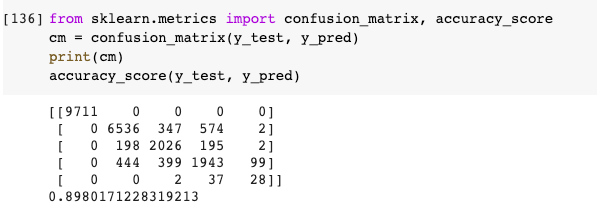 [136] from sklearn.metrics import confusion_matrix, accuracy_score
cm = confusion_matrix(y_test, y_pred)
print(cm)
accuracy_score(y_test, y_pred)
[[9711    0    0    0    0]
 [   0 6536  347  574    2]
 [   0  198 2026  195    2]
 [   0  444  399 1943   99]
 [   0    0    2   37   28]]
0.8980171228319213